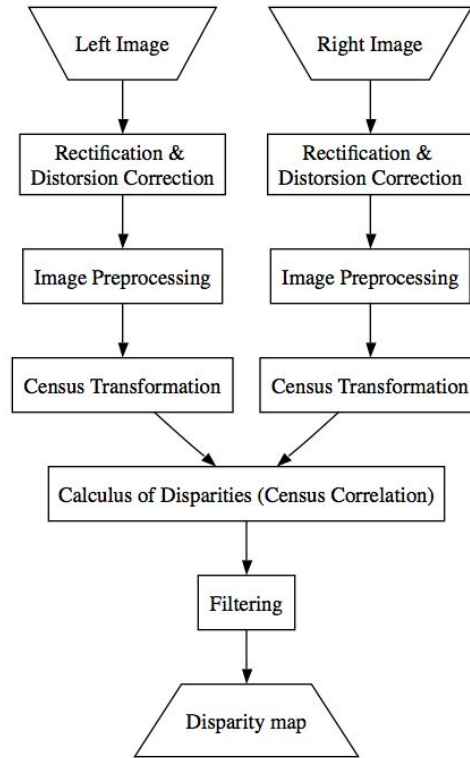 Left Image
Right Image
Rectification &
Distorsion Correction
Rectification &
Distorsion Correction
Image Preprocessing
Image Preprocessing
Census Transformation
Census Transformation
Calculus of Disparities (Census Correlation)
Filtering
Disparity map